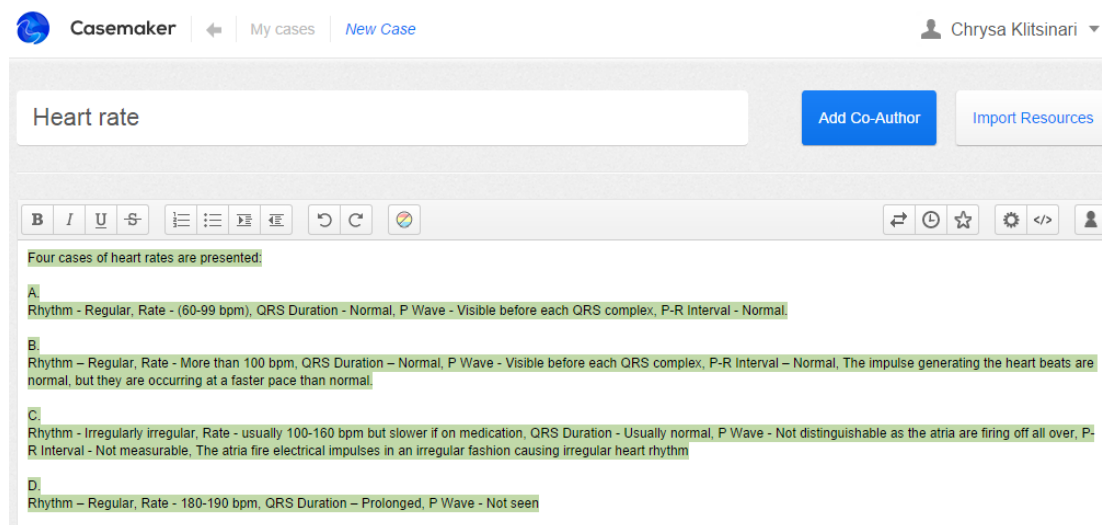 Casemaker My cases New Case Chrysa Klitsinari
Heart rate Add Co-Author Import Resources
B I U S
Four cases of heart rates are presented:
A.
Rhythm - Regular, Rate - (60-99 bpm), QRS Duration - Normal, P Wave - Visible before each QRS complex, P-R Interval - Normal.
B.
Rhythm – Regular, Rate - More than 100 bpm, QRS Duration – Normal, P Wave - Visible before each QRS complex, P-R Interval – Normal, The impulse generating the heart beats are
normal, but they are occurring at a faster pace than normal.
C.
Rhythm - Irregularly irregular, Rate - usually 100-160 bpm but slower if on medication, QRS Duration - Usually normal, P Wave - Not distinguishable as the atria are firing off all over, P-
R Interval - Not measurable, The atria fire electrical impulses in an irregular fashion causing irregular heart rhythm
D.
Rhythm – Regular, Rate - 180-190 bpm, QRS Duration – Prolonged, P Wave - Not seen